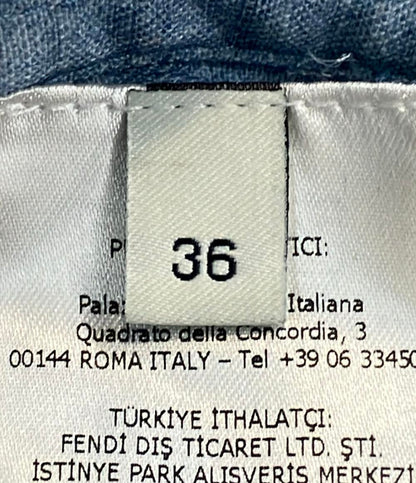 36
ICI:
Pala
Italiana
Quadrato della Concordia, 3
00144 ROMA ITALY – Tel +39 06 33450
TÜRKİYE İTHALATÇI:
FENDİ DIŞ TİCARET LTD. ŞTİ.
İSTİNYE PARK ALIŞVERİŞ MERKEZİ